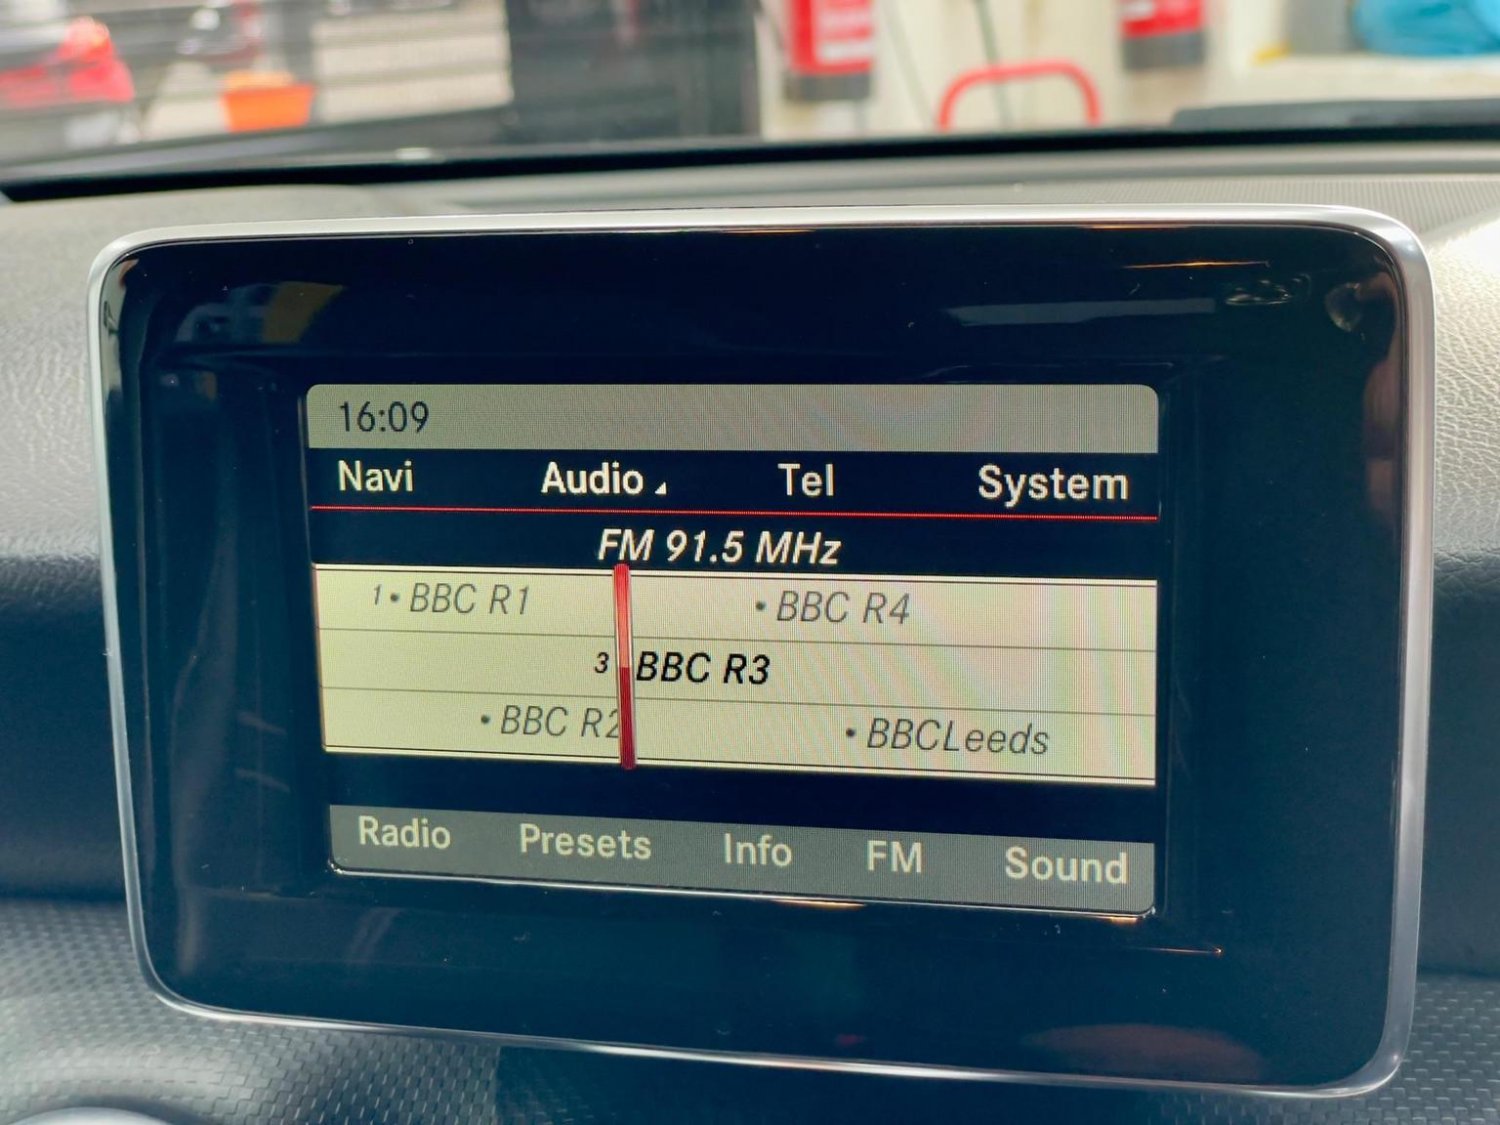 16:09
Navi Audio Tel System
FM 91.5 MHz
1 • BBC R1 • BBC R4
3 BBC R3
• BBC R2 • BBCLeeds
Radio Presets Info FM Sound